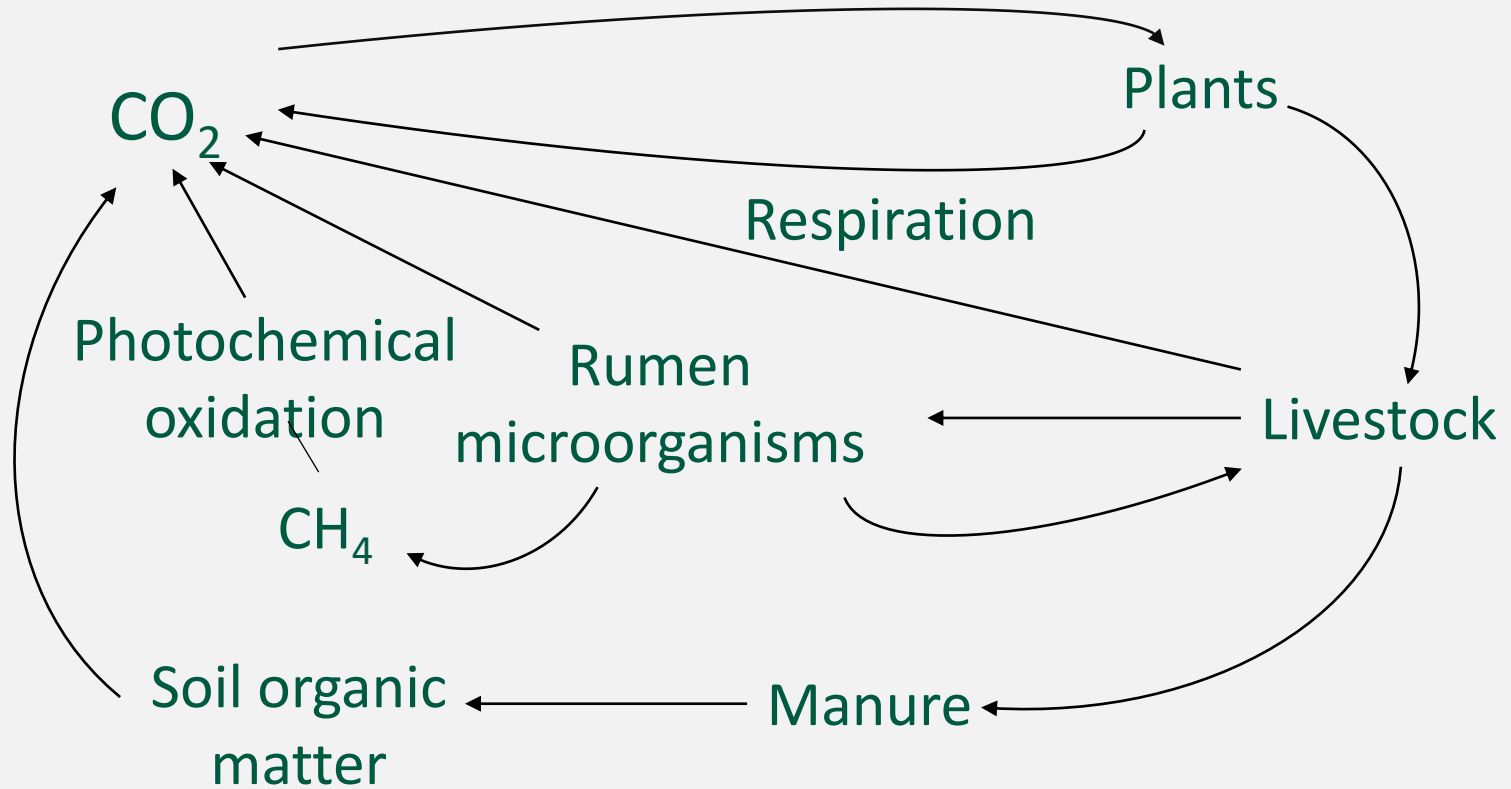 CO₂
Plants
Respiration
Photochemical
oxidation
Rumen
microorganisms
Livestock
CH₄
Soil organic
matter
Manure